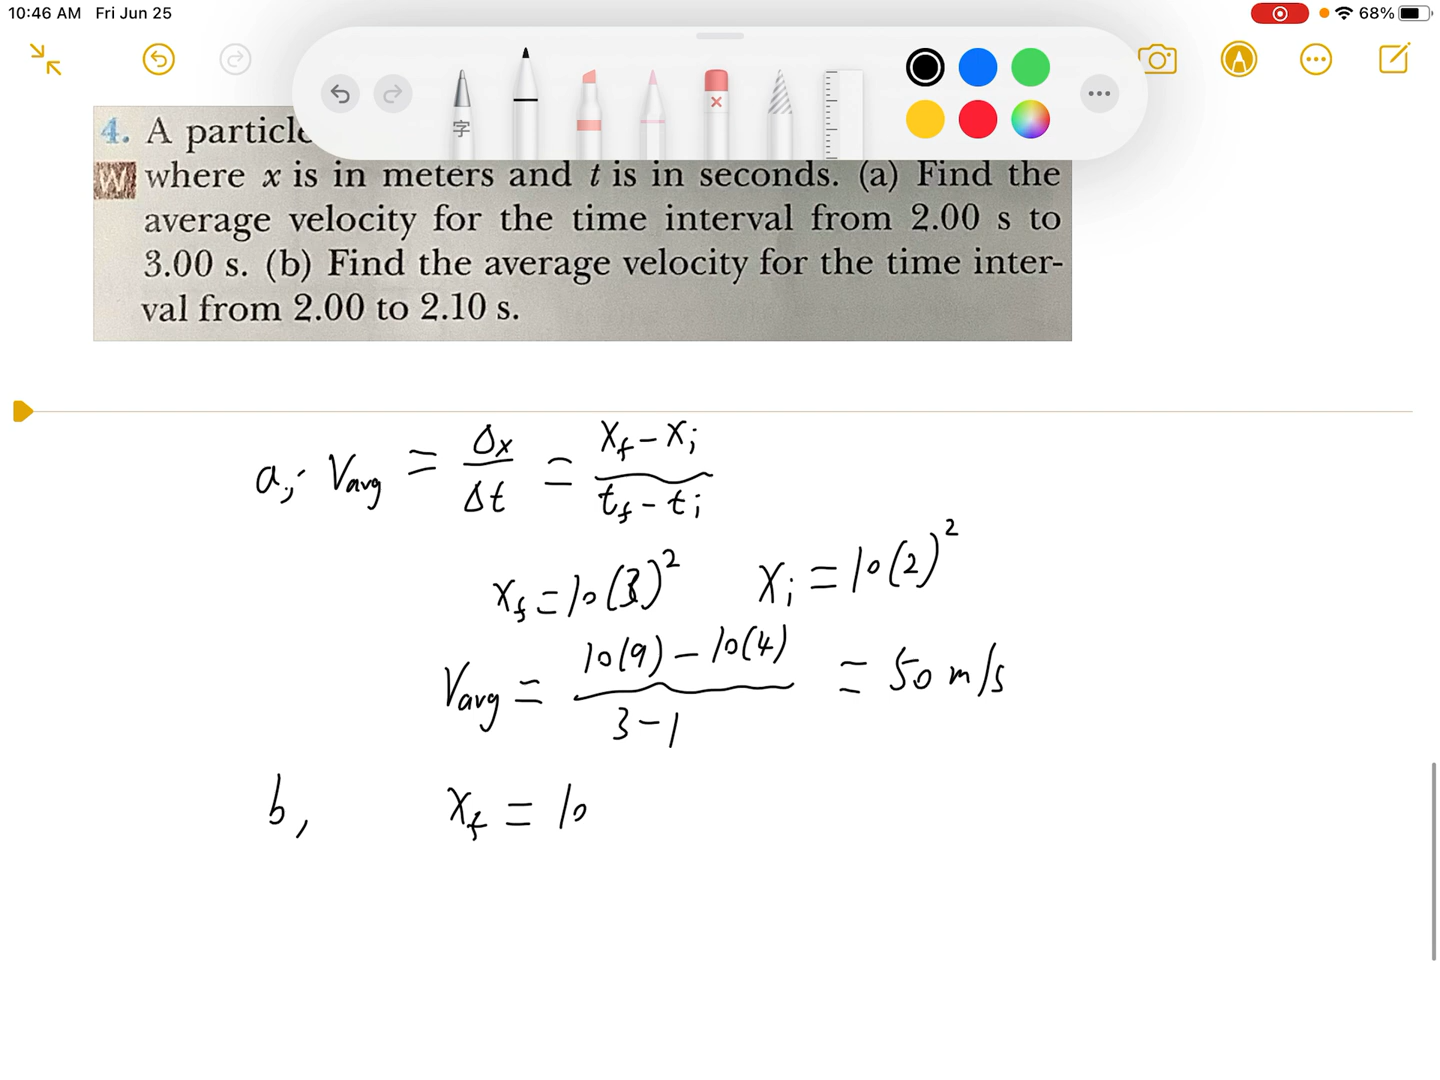 10:46 AM Fri Jun 25
68%
字
4. A particle
W where x is in meters and t is in seconds. (a) Find the
average velocity for the time interval from 2.00 s to
3.00 s. (b) Find the average velocity for the time inter-
val from 2.00 to 2.10 s.
a, Vavg = Δx/Δt = (xf - xi)/(tf - ti)
xf = 10(3)² xi = 10(2)²
Vavg = (10(9) - 10(4))/(3 - 1) = 50 m/s
b, xf = 10